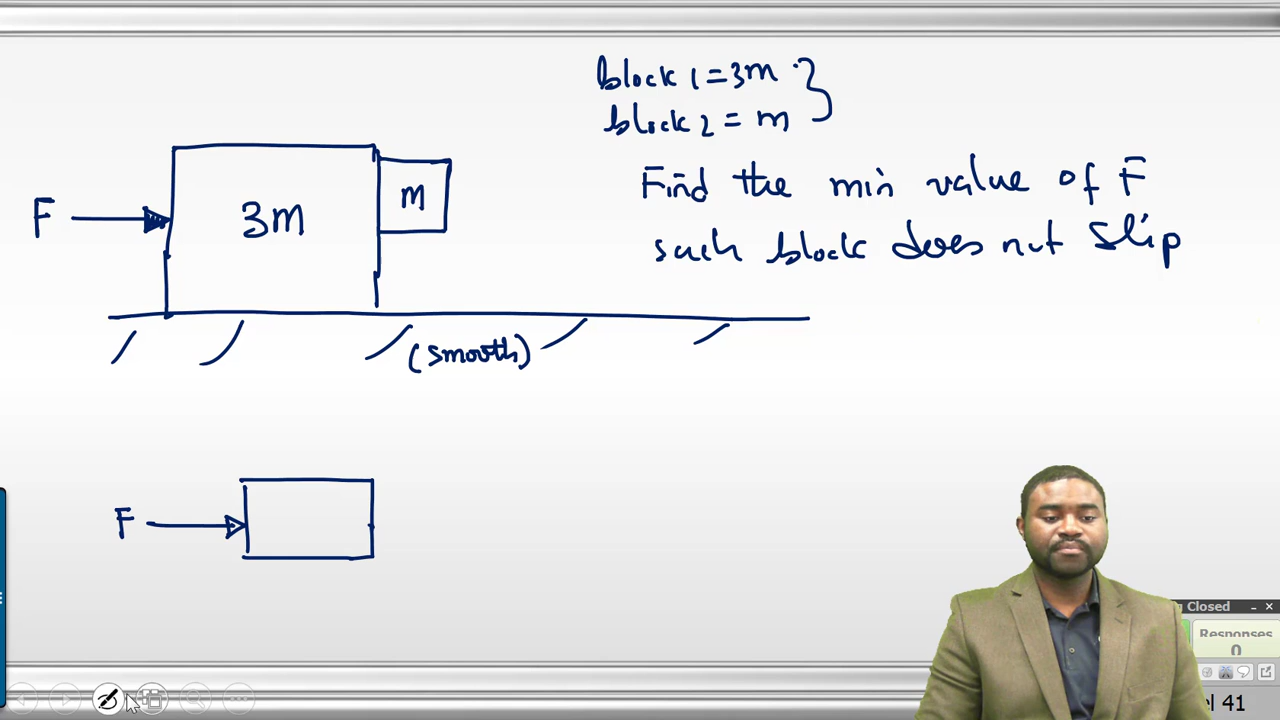 block 1 = 3m
block 2 = m
Find the min value of F
such block does not slip
F
3m
m
(smooth)
F
Closed
Responses
0
el 41